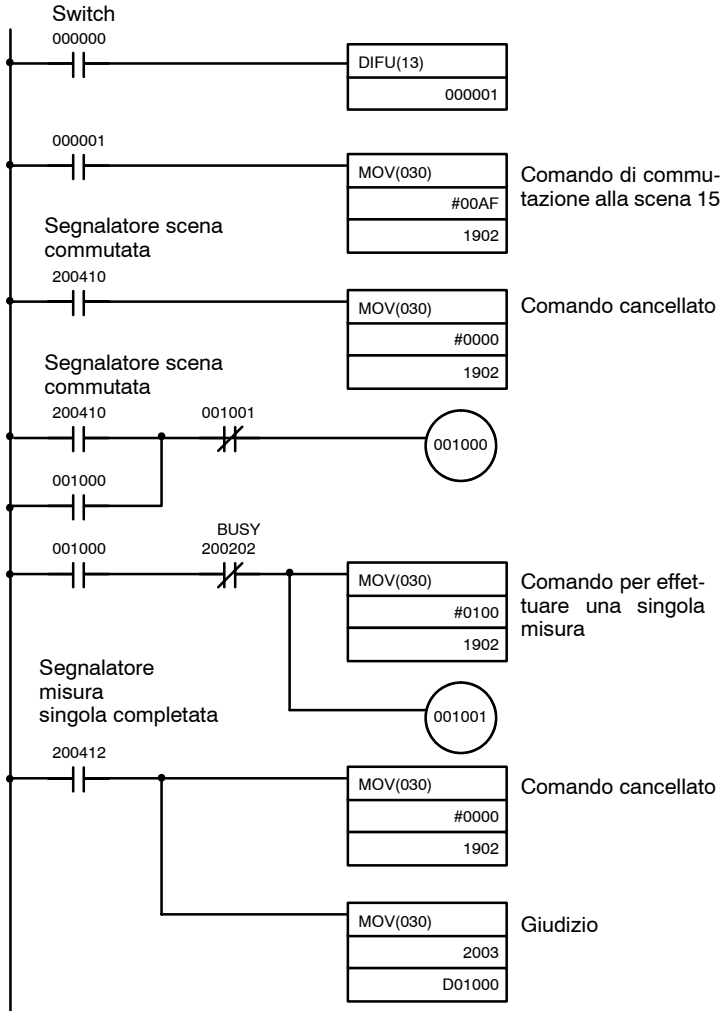 Switch
000000
DIFU(13)
000001
000001
MOV(030)
#00AF
1902
Comando di commu-
tazione alla scena 15
Segnalatore scena
commutata
200410
MOV(030)
#0000
1902
Comando cancellato
Segnalatore scena
commutata
200410
001001
001000
001000
BUSY
001000
200202
MOV(030)
#0100
1902
Comando per effet-
tuare una singola
misura
001001
Segnalatore
misura
singola completata
200412
MOV(030)
#0000
1902
Comando cancellato
MOV(030)
2003
D01000
Giudizio